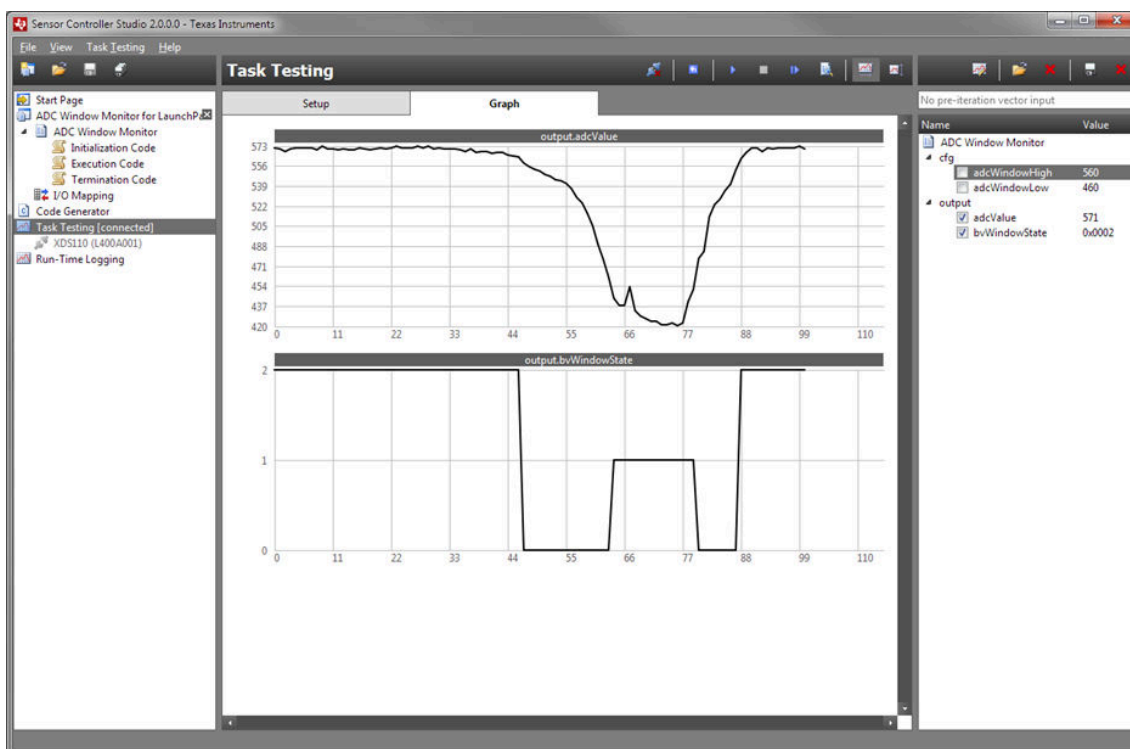 Sensor Controller Studio 2.0.0.0 - Texas Instruments
File View Task Testing Help
Task Testing
Start Page
ADC Window Monitor for LaunchPa
ADC Window Monitor
Initialization Code
Execution Code
Termination Code
I/O Mapping
Code Generator
Task Testing [connected]
XDS110 (L400A001)
Run-Time Logging
Setup Graph
output.adcValue
573
556
539
522
505
488
471
454
437
420
0 11 22 33 44 55 66 77 88 99 110
output.bvWindowState
2
1
0
0 11 22 33 44 55 66 77 88 99 110
No pre-iteration vector input
Name Value
ADC Window Monitor
cfg
adcWindowHigh 560
adcWindowLow 460
output
adcValue 571
bvWindowState 0x0002